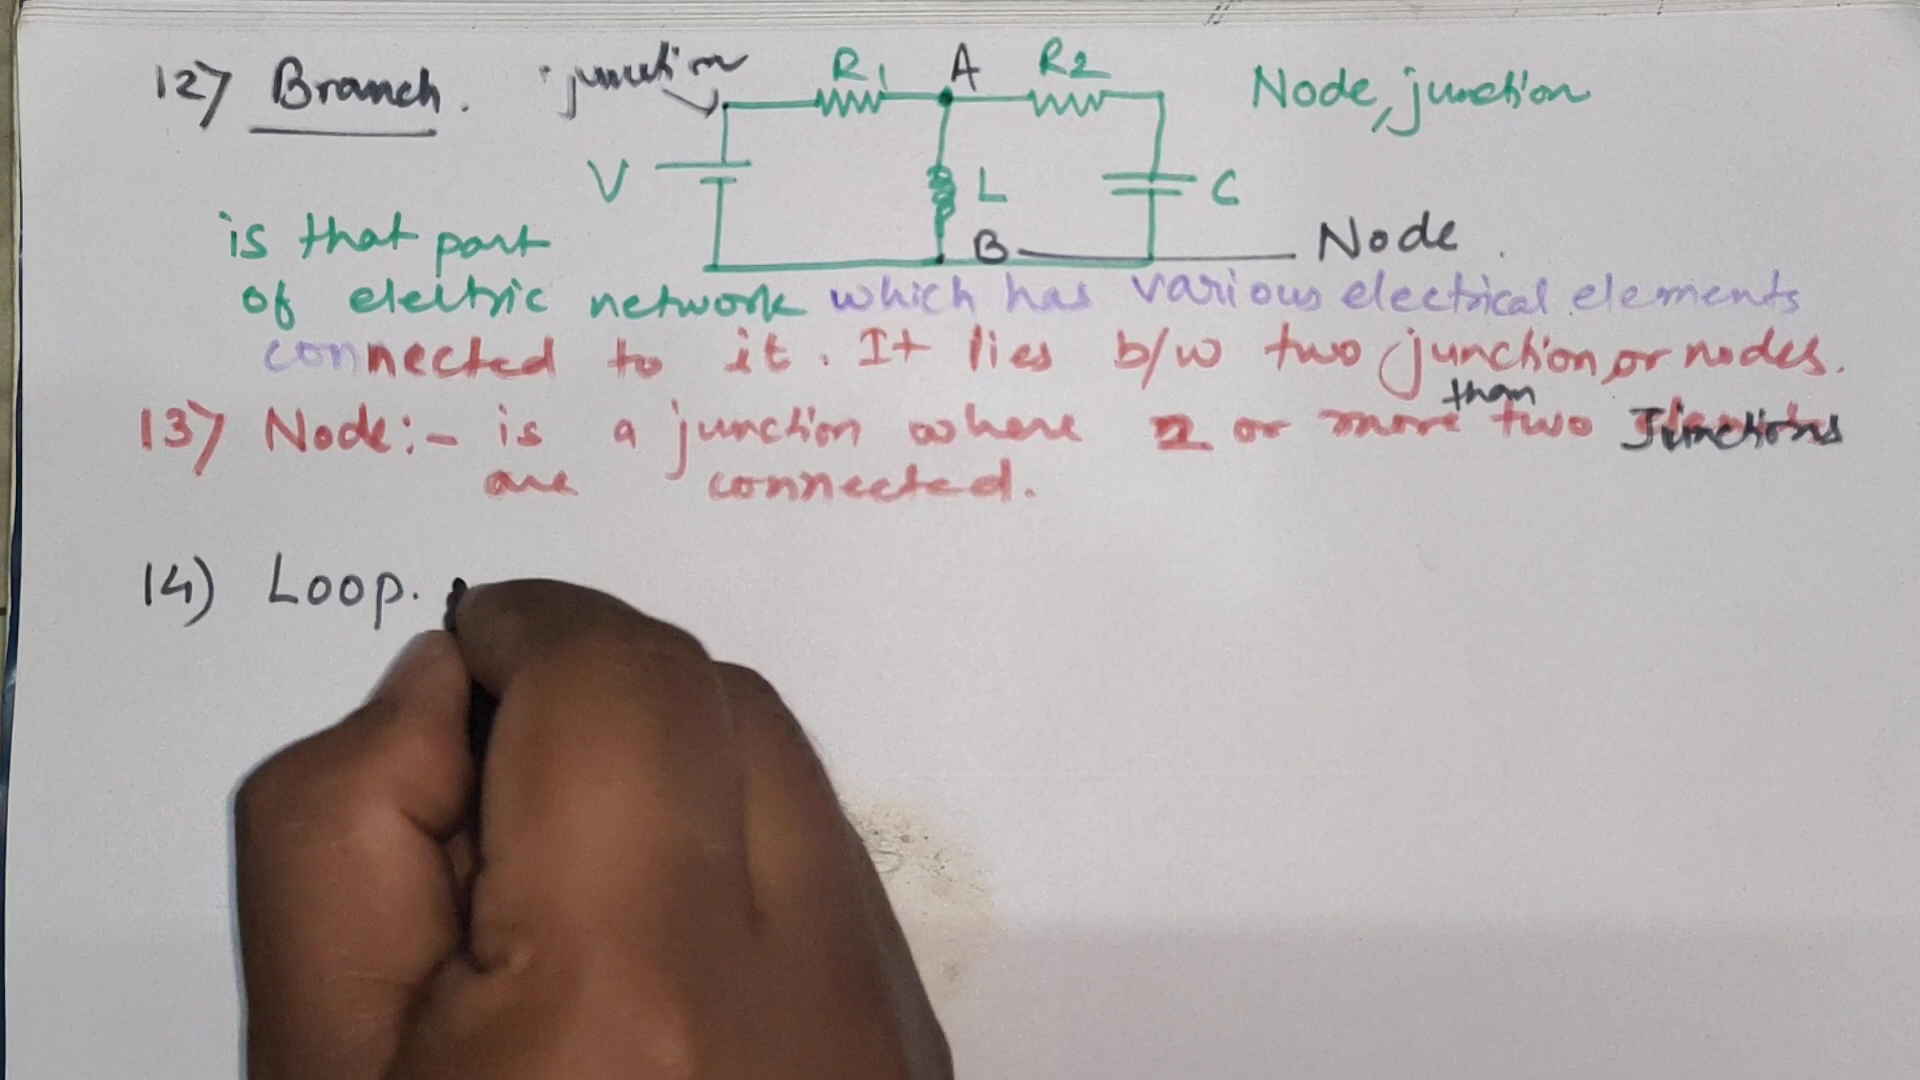 12) Branch. junction R1 A R2 Node, junction
V L C
B Node.
is that part
of electric network which has various electrical elements
connected to it. It lies b/w two junction or nodes.
13) Node:- is a junction where 2 or more than two Junctions
are connected.
14) Loop.